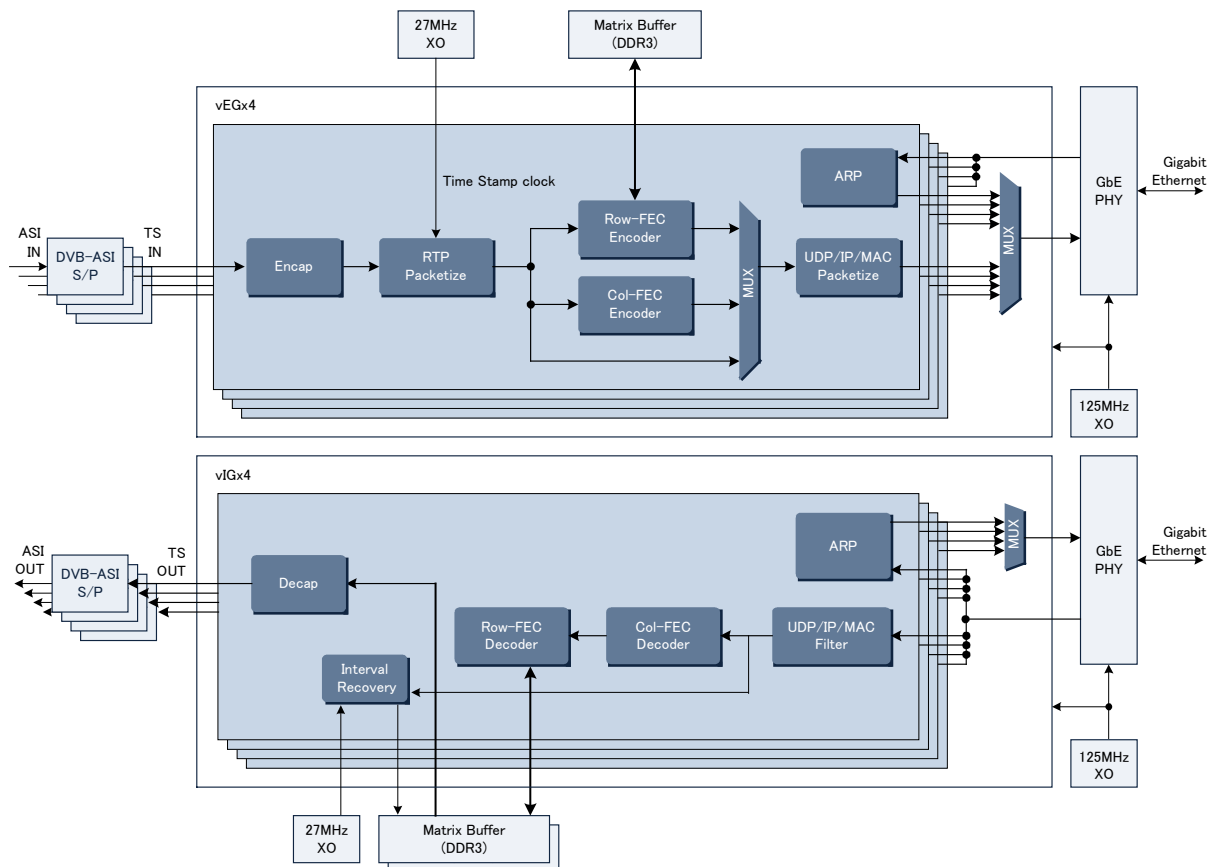 27MHz
XO
Matrix Buffer
(DDR3)
vEGx4
ARP
GbE
PHY
Gigabit
Ethernet
Time Stamp clock
ASI
IN
TS
IN
DVB-ASI
S/P
Encap
RTP
Packetize
Row-FEC
Encoder
Col-FEC
Encoder
MUX
UDP/IP/MAC
Packetize
MUX
125MHz
XO
vIGx4
ARP
MUX
GbE
PHY
Gigabit
Ethernet
ASI
OUT
TS
OUT
DVB-ASI
S/P
Decap
Row-FEC
Decoder
Col-FEC
Decoder
UDP/IP/MAC
Filter
Interval
Recovery
125MHz
XO
27MHz
XO
Matrix Buffer
(DDR3)